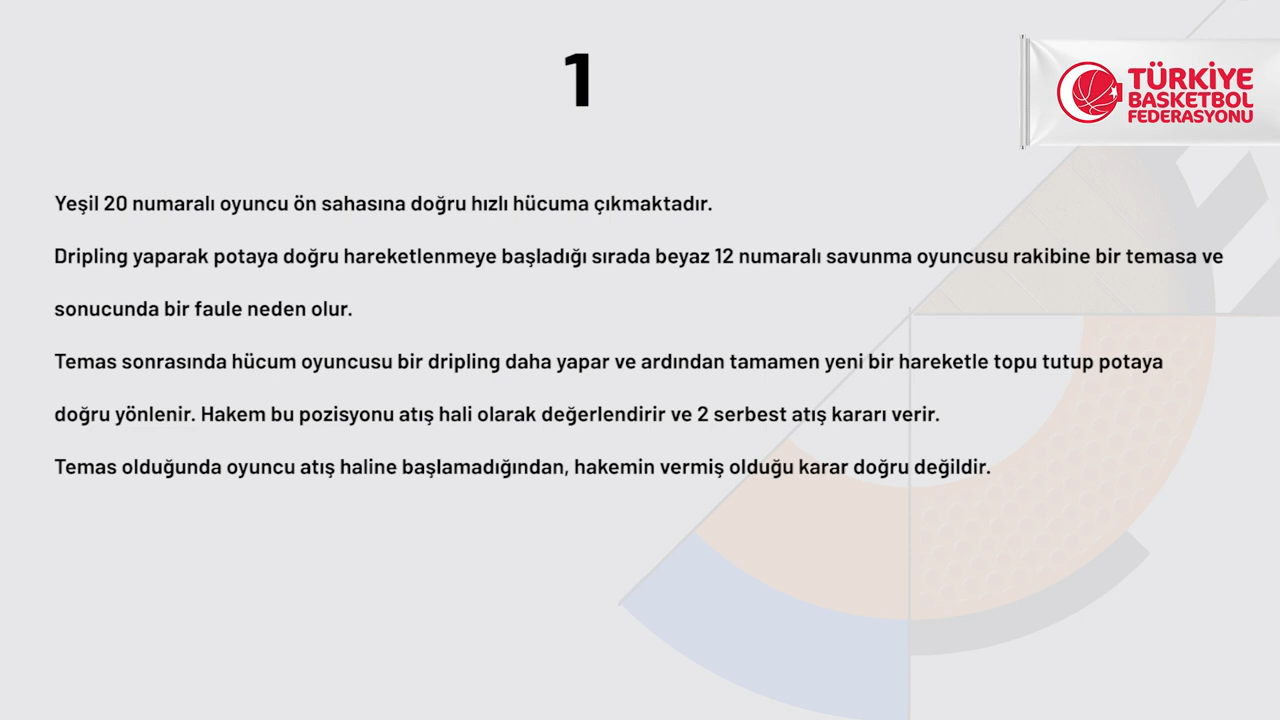 1
TÜRKİYE
BASKETBOL
FEDERASYONU
Yeşil 20 numaralı oyuncu ön sahasına doğru hızlı hücuma çıkmaktadır.
Dripling yaparak potaya doğru hareketlenmeye başladığı sırada beyaz 12 numaralı savunma oyuncusu rakibine bir temasa ve
sonucunda bir faule neden olur.
Temas sonrasında hücum oyuncusu bir dripling daha yapar ve ardından tamamen yeni bir hareketle topu tutup potaya
doğru yönlenir. Hakem bu pozisyonu atış hali olarak değerlendirir ve 2 serbest atış kararı verir.
Temas olduğunda oyuncu atış haline başlamadığından, hakemin vermiş olduğu karar doğru değildir.